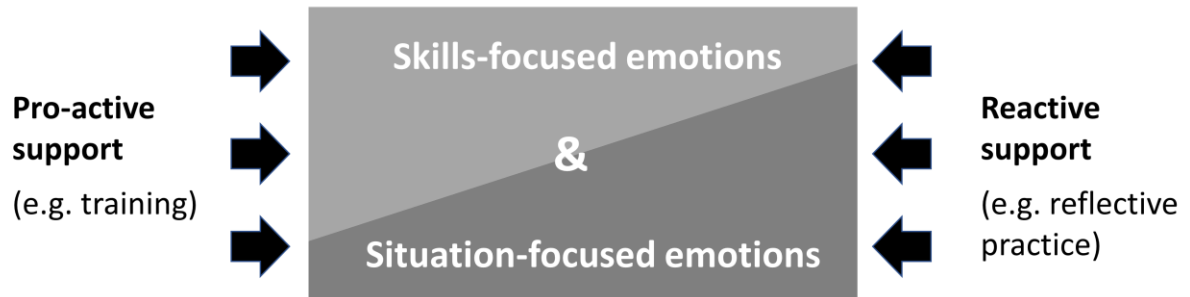 Pro-active
support
(e.g. training)
Skills-focused emotions
&
Situation-focused emotions
Reactive
support
(e.g. reflective
practice)